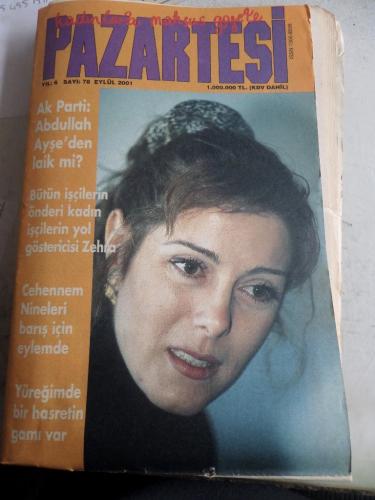 kadınlara mahsus gazete
PAZARTESİ
YIL: 6 SAYI: 78 EYLÜL 2001
1.000.000 TL. (KDV DAHİL)
Ak Parti:
Abdullah
Ayşe'den
laik mi?
Bütün işçilerin
önderi kadın
işçilerin yol
göstericisi Zehra
Cehennem
Nineleri
barış için
eylemde
Yüreğimde
bir hasretin
gamı var